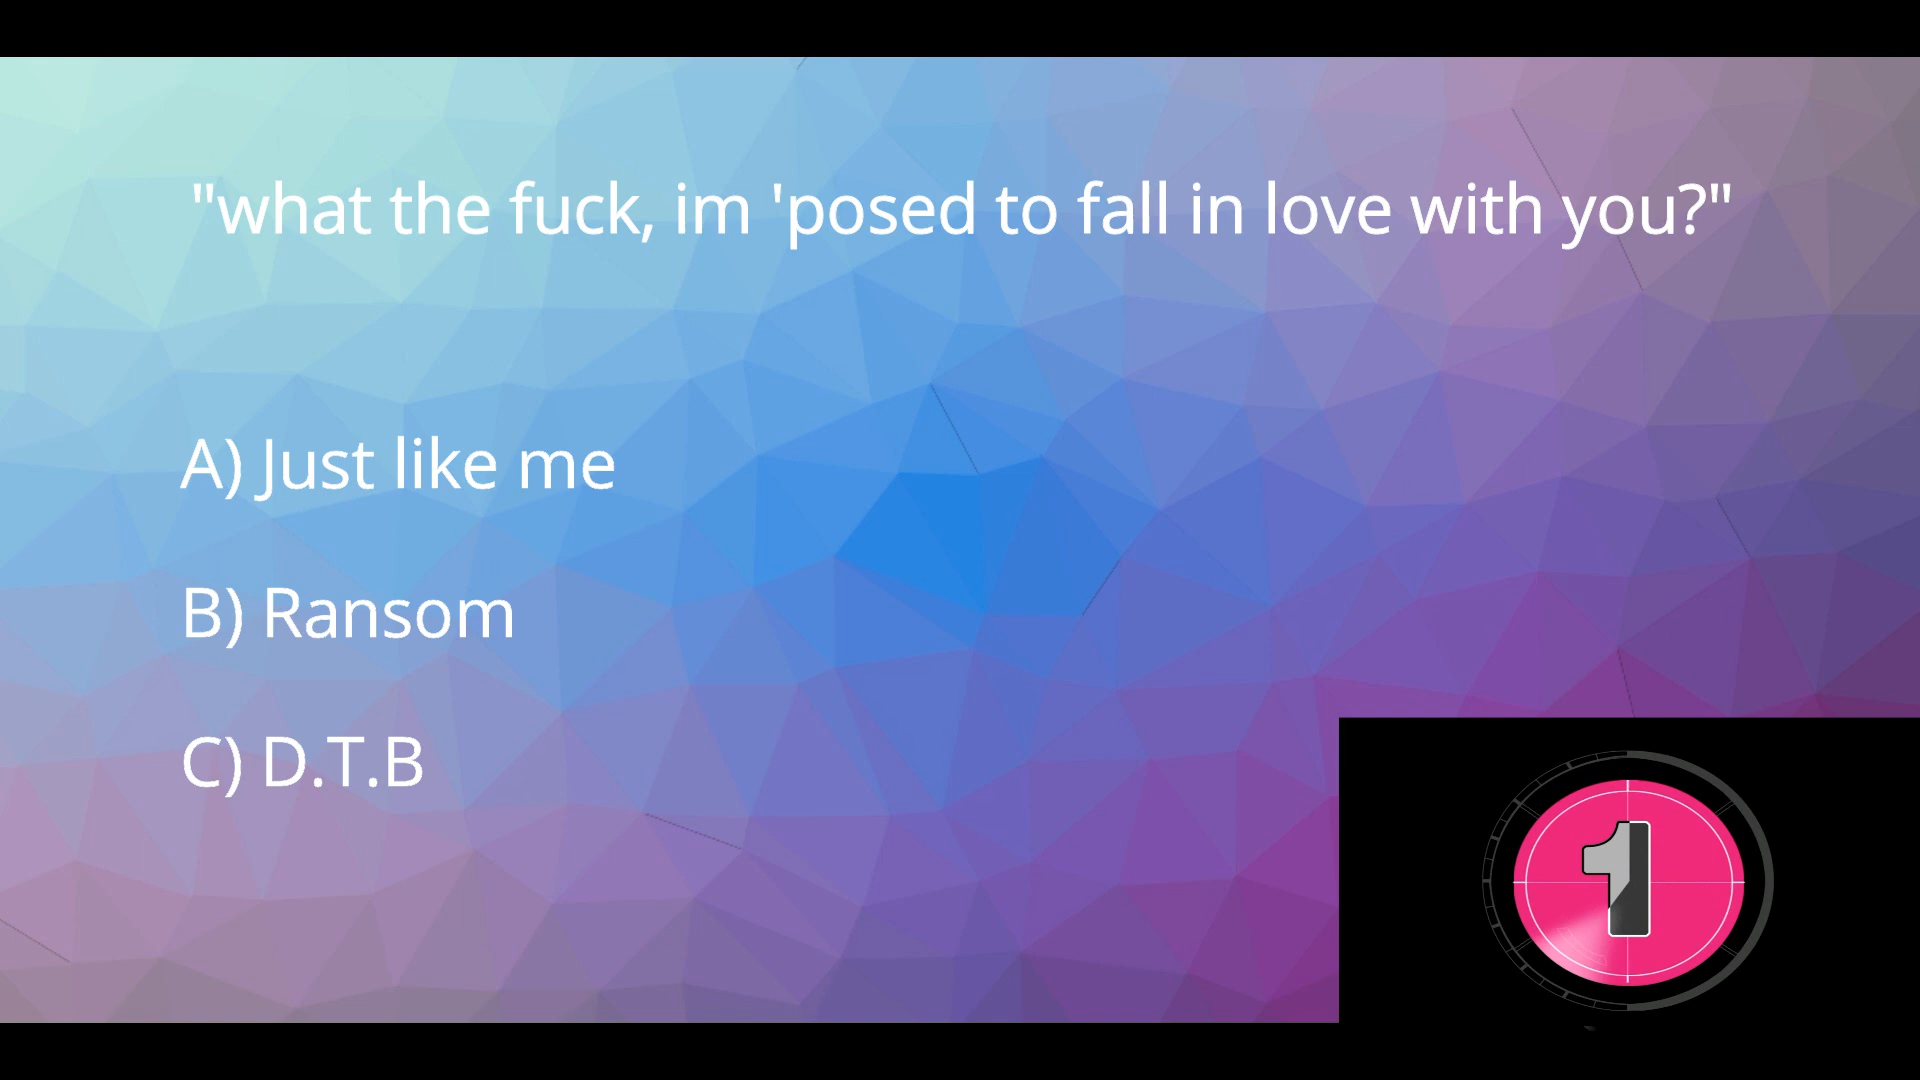 "what the fuck, im 'posed to fall in love with you?"
A) Just like me
B) Ransom
C) D.T.B
1